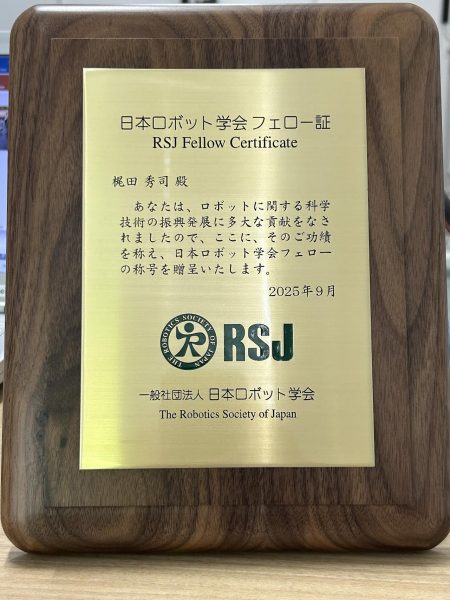 日本ロボット学会 フェロー証
RSJ Fellow Certificate
梶田 秀司 殿
あなたは、ロボットに関する科学
技術の振興発展に多大な貢献をなさ
れましたので、ここに、そのご功績
を称え、日本ロボット学会フェロー
の称号を贈呈いたします。
2025年9月
THE ROBOTICS SOCIETY OF JAPAN
RSJ
一般社団法人 日本ロボット学会
The Robotics Society of Japan